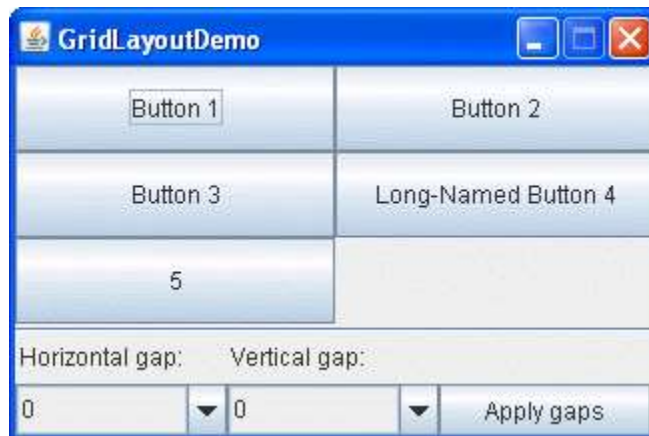 GridLayoutDemo
Button 1 Button 2
Button 3 Long-Named Button 4
5
Horizontal gap: Vertical gap:
0 0 Apply gaps